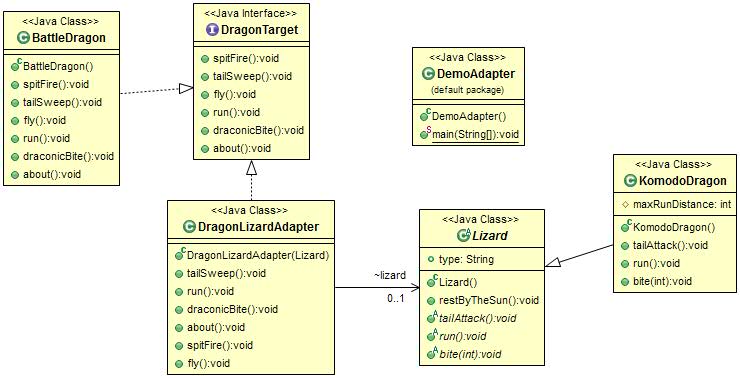 <<Java Class>>
BattleDragon
BattleDragon()
spitFire():void
tailSweep():void
fly():void
run():void
draconicBite():void
about():void
<<Java Interface>>
DragonTarget
spitFire():void
tailSweep():void
fly():void
run():void
draconicBite():void
about():void
<<Java Class>>
DemoAdapter
(default package)
DemoAdapter()
main(String[]):void
<<Java Class>>
KomodoDragon
maxRunDistance: int
KomodoDragon()
tailAttack():void
run():void
bite(int):void
<<Java Class>>
DragonLizardAdapter
DragonLizardAdapter(Lizard)
tailSweep():void
run():void
draconicBite():void
about():void
spitFire():void
fly():void
~lizard
0..1
<<Java Class>>
Lizard
type: String
Lizard()
restByTheSun():void
tailAttack():void
run():void
bite(int):void